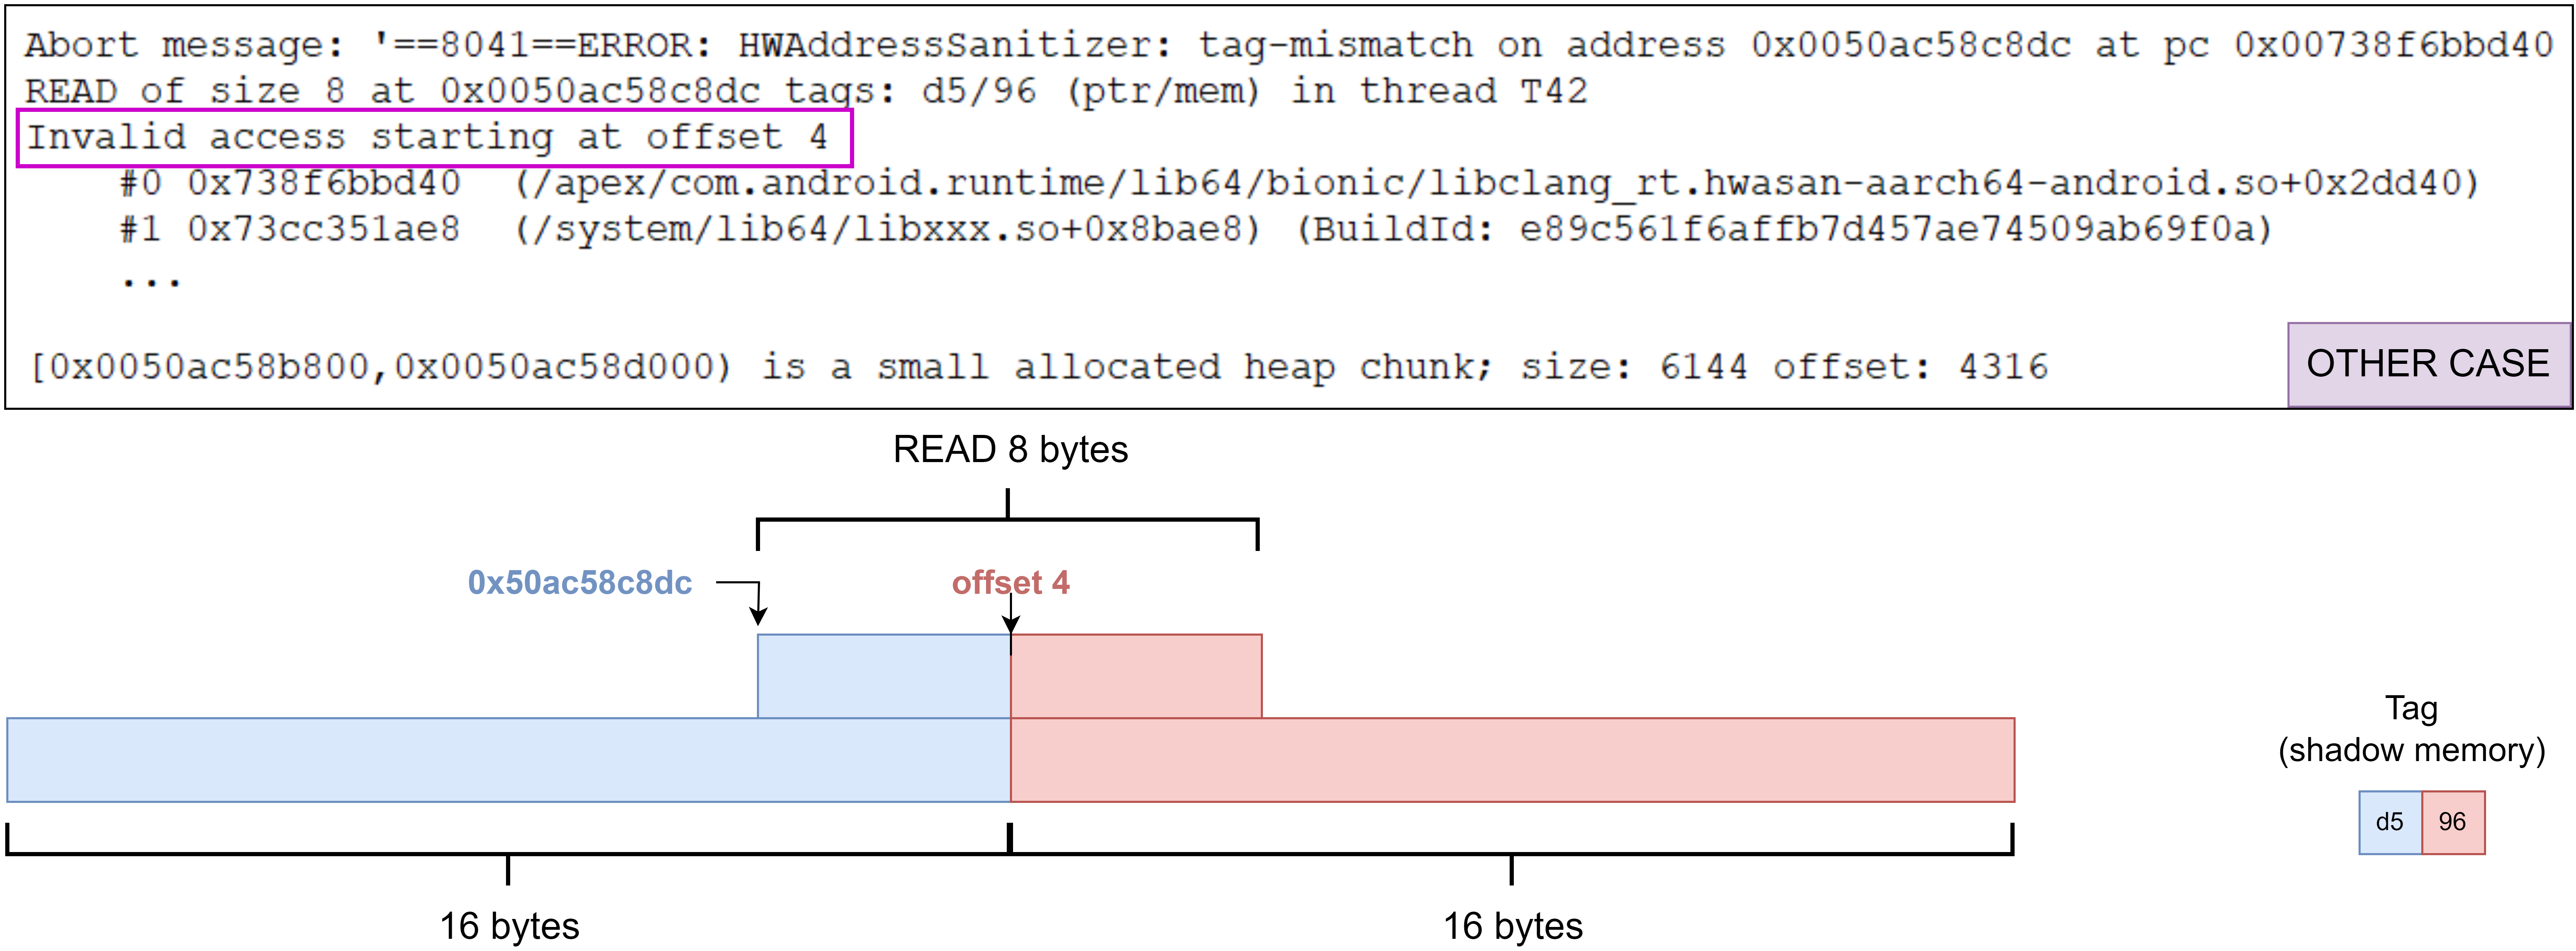 Abort message: '==8041==ERROR: HWAddressSanitizer: tag-mismatch on address 0x0050ac58c8dc at pc 0x00738f6bbd40
READ of size 8 at 0x0050ac58c8dc tags: d5/96 (ptr/mem) in thread T42
Invalid access starting at offset 4
#0 0x738f6bbd40 (/apex/com.android.runtime/lib64/bionic/libclang_rt.hwasan-aarch64-android.so+0x2dd40)
#1 0x73cc351ae8 (/system/lib64/libxxx.so+0x8bae8) (BuildId: e89c561f6affb7d457ae74509ab69f0a)
...
[0x0050ac58b800,0x0050ac58d000) is a small allocated heap chunk; size: 6144 offset: 4316
OTHER CASE
READ 8 bytes
0x50ac58c8dc
offset 4
Tag
(shadow memory)
d5 96
16 bytes
16 bytes